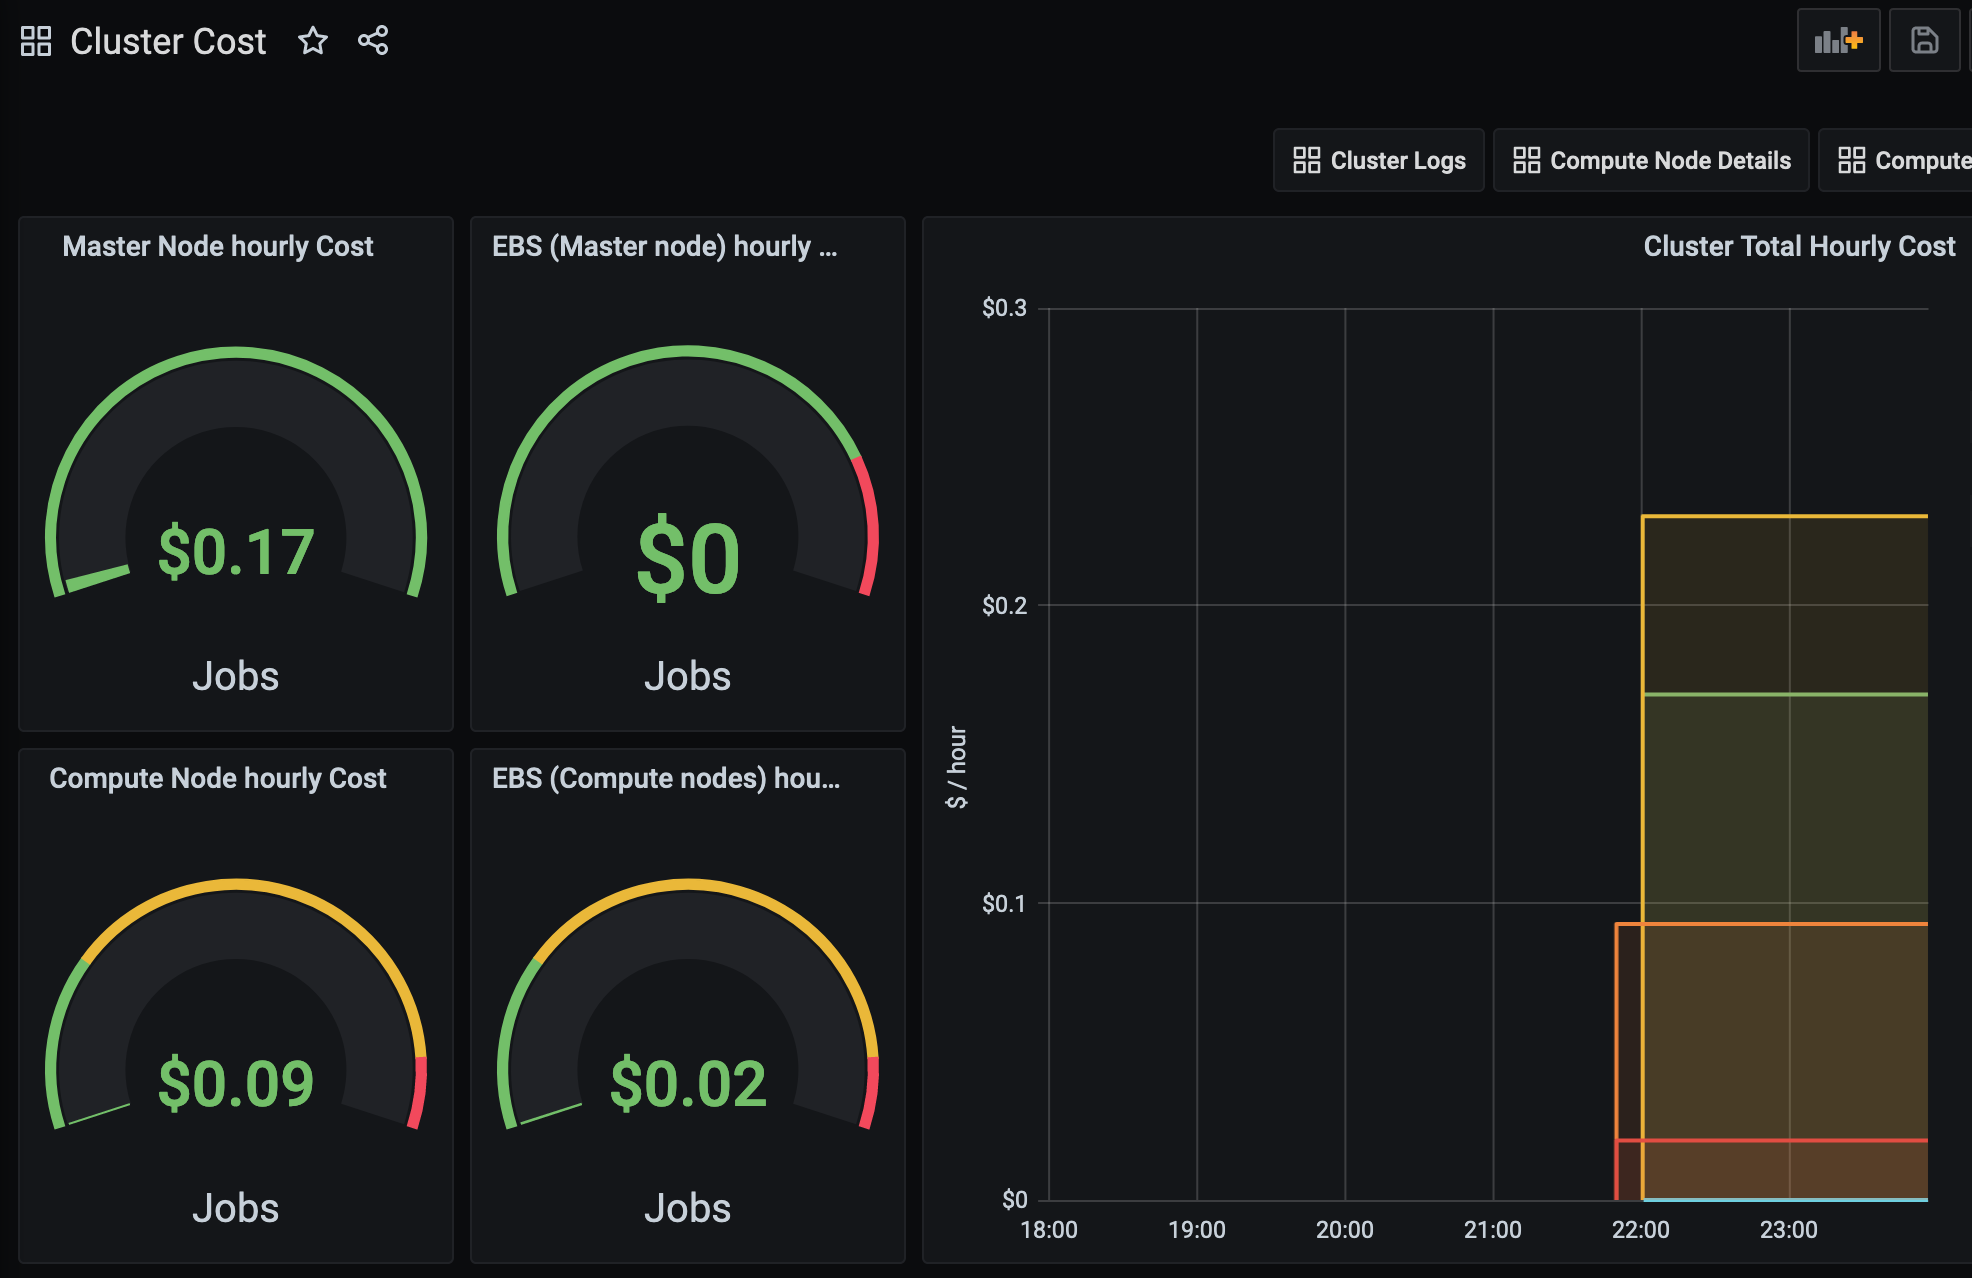 Cluster Cost
Cluster Logs
Compute Node Details
Compute
Master Node hourly Cost
$0.17
Jobs
EBS (Master node) hourly ...
$0
Jobs
Compute Node hourly Cost
$0.09
Jobs
EBS (Compute nodes) hou...
$0.02
Jobs
Cluster Total Hourly Cost
$ / hour
$0.3
$0.2
$0.1
$0
18:00 19:00 20:00 21:00 22:00 23:00